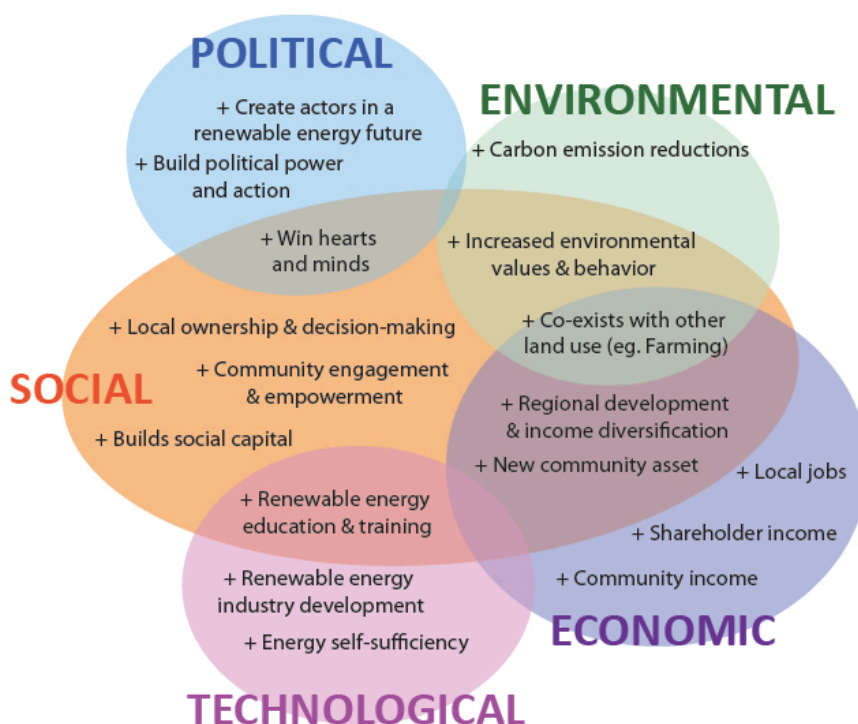 POLITICAL
+ Create actors in a
renewable energy future
+ Build political power
and action
ENVIRONMENTAL
+ Carbon emission reductions
+ Win hearts
and minds
+ Increased environmental
values & behavior
+ Local ownership & decision-making
+ Co-exists with other
land use (eg. Farming)
SOCIAL
+ Community engagement
& empowerment
+ Builds social capital
+ Regional development
& income diversification
+ New community asset
+ Local jobs
+ Shareholder income
+ Community income
ECONOMIC
+ Renewable energy
education & training
+ Renewable energy
industry development
+ Energy self-sufficiency
TECHNOLOGICAL